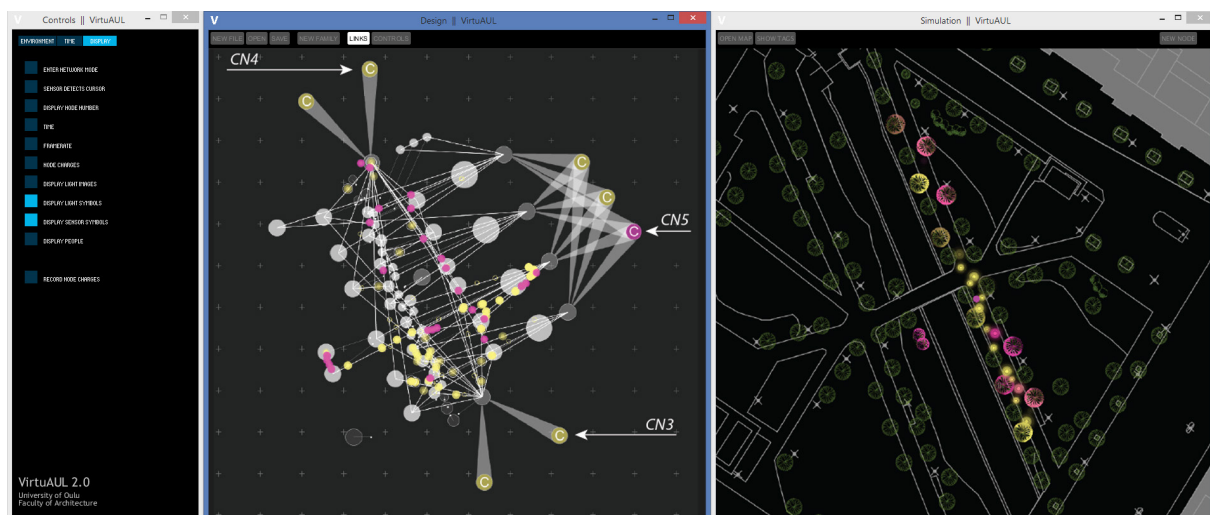 V Controls || VirtuAUL
ENVIRONMENT TIME DISPLAY
ENTER NETWORK MODE
SENSOR DETECTS CURSOR
DISPLAY NODE NUMBER
TIME
FRAMERATE
NODE CHARGES
DISPLAY LIGHT IMAGES
DISPLAY LIGHT SYMBOLS
DISPLAY SENSOR SYMBOLS
DISPLAY PEOPLE
RECORD NODE CHARGES
VirtuAUL 2.0
University of Oulu
Faculty of Architecture
V Design || VirtuAUL
NEW FILE OPEN SAVE NEW FAMILY LINKS CONTROLS
CN4
C
C
C
C
C CN5
CN3
C
C
V Simulation || VirtuAUL
OPEN MAP SHOW TAGS NEW NODE